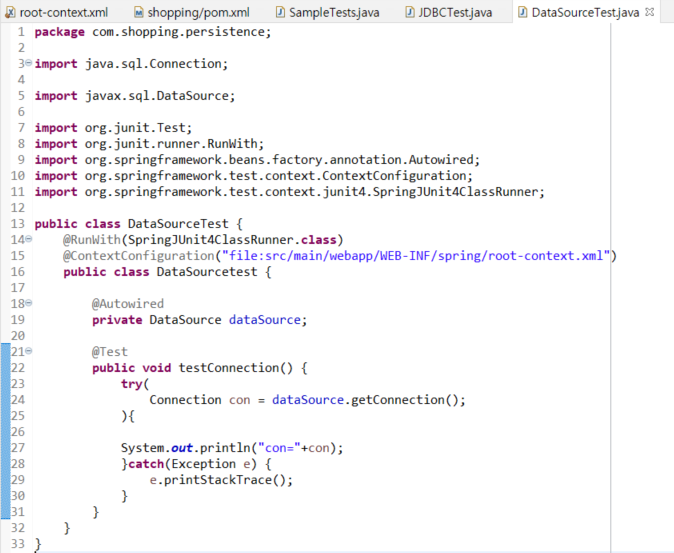 root-context.xml shopping/pom.xml SampleTests.java JDBCTest.java DataSourceTest.java
1 package com.shopping.persistence;
2
3 import java.sql.Connection;
4
5 import javax.sql.DataSource;
6
7 import org.junit.Test;
8 import org.junit.runner.RunWith;
9 import org.springframework.beans.factory.annotation.Autowired;
10 import org.springframework.test.context.ContextConfiguration;
11 import org.springframework.test.context.junit4.SpringJUnit4ClassRunner;
12
13 public class DataSourceTest {
14     @RunWith(SpringJUnit4ClassRunner.class)
15     @ContextConfiguration("file:src/main/webapp/WEB-INF/spring/root-context.xml")
16     public class DataSourcetest {
17
18         @Autowired
19         private DataSource dataSource;
20
21         @Test
22         public void testConnection() {
23             try(
24                 Connection con = dataSource.getConnection();
25             ){
26
27             System.out.println("con="+con);
28             }catch(Exception e) {
29                 e.printStackTrace();
30             }
31         }
32     }
33 }